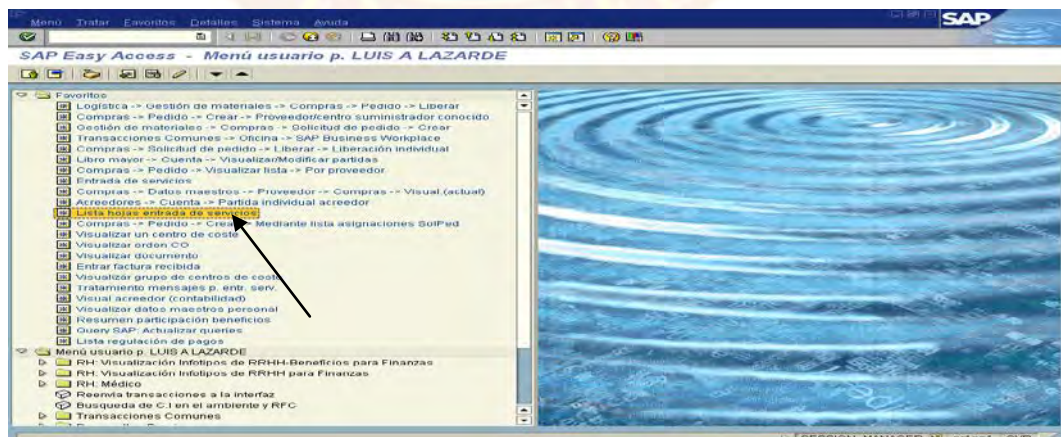 Menú Tratar Favoritos Detalles Sistema Ayuda
SAP
SAP Easy Access - Menú usuario p. LUIS A LAZARDE
Favoritos
Logística -> Gestión de materiales -> Compras -> Pedido -> Liberar
Compras -> Pedido -> Crear -> Proveedor/centro suministrador conocido
Gestión de materiales -> Compras -> Solicitud de pedido -> Crear
Transacciones Comunes -> Oficina -> SAP Business Workplace
Compras -> Solicitud de pedido -> Liberar -> Liberación individual
Libro mayor -> Cuenta -> Visualizar/Modificar partidas
Compras -> Pedido -> Visualizar lista -> Por proveedor
Entrada de servicios
Compras -> Datos maestros -> Proveedor -> Compras -> Visual.(actual)
Acreedores -> Cuenta -> Partida individual acreedor
Lista hojas entrada de servicios
Compras -> Pedido -> Crear -> Mediante lista asignaciones SolPed
Visualizar un centro de coste
Visualizar orden CO
Visualizar documento
Entrar factura recibida
Visualizar grupo de centros de coste
Tratamiento mensajes p. entr. serv.
Visual acreedor (contabilidad)
Visualizar datos maestros personal
Resumen participación beneficios
Query SAP: Actualizar queries
Lista regulación de pagos
Menú usuario p. LUIS A LAZARDE
RH: Visualización Infotipos de RRHH-Beneficios para Finanzas
RH: Visualización Infotipos de RRHH para Finanzas
RH: Médico
Reenvía transacciones a la interfaz
Busqueda de C.I en el ambiente y RFC
Transacciones Comunes